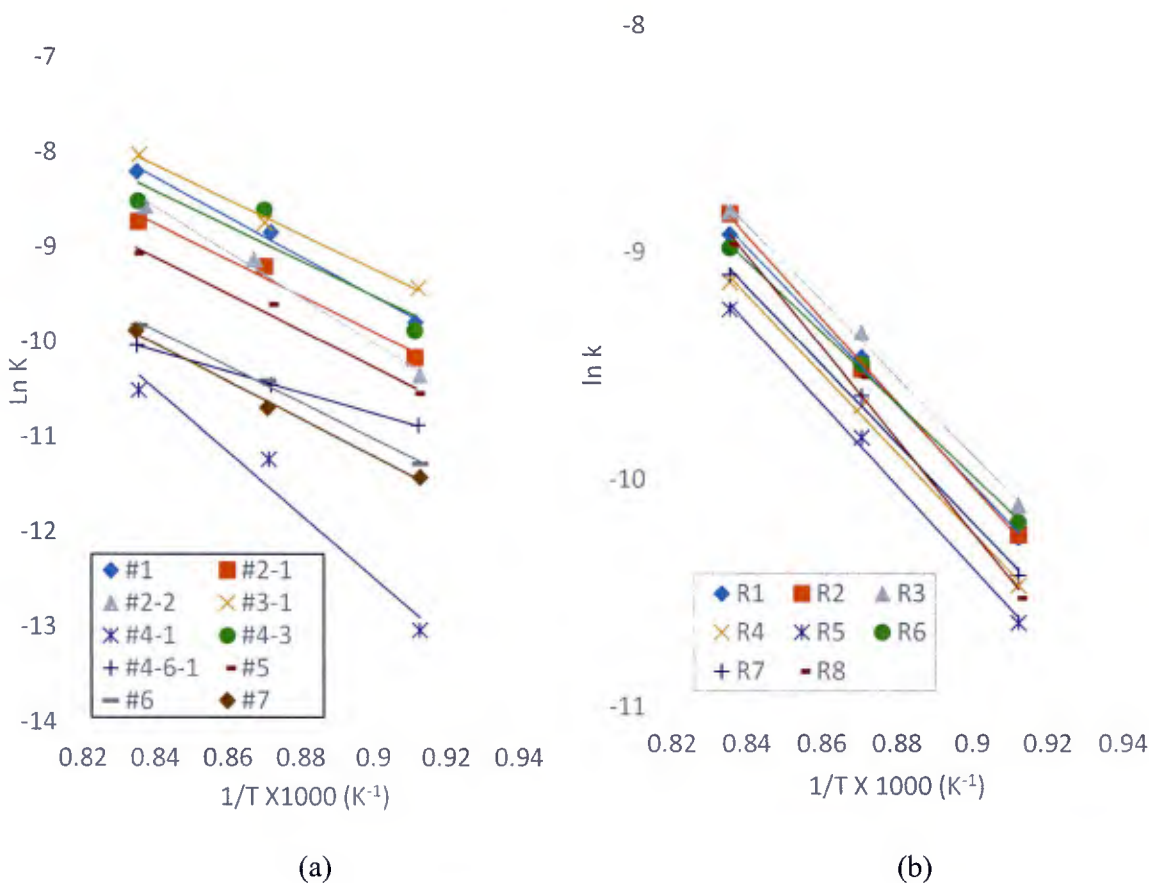 -7
-8
-9
-10
-11
-12
-13
-14
Ln K
#1 #2-1
#2-2 #3-1
#4-1 #4-3
#4-6-1 #5
#6 #7
0.82 0.84 0.86 0.88 0.9 0.92 0.94
1/T X1000 (K⁻¹)
(a)
-8
-9
-10
-11
ln k
R1 R2 R3
R4 R5 R6
R7 R8
0.82 0.84 0.86 0.88 0.9 0.92 0.94
1/T X 1000 (K⁻¹)
(b)